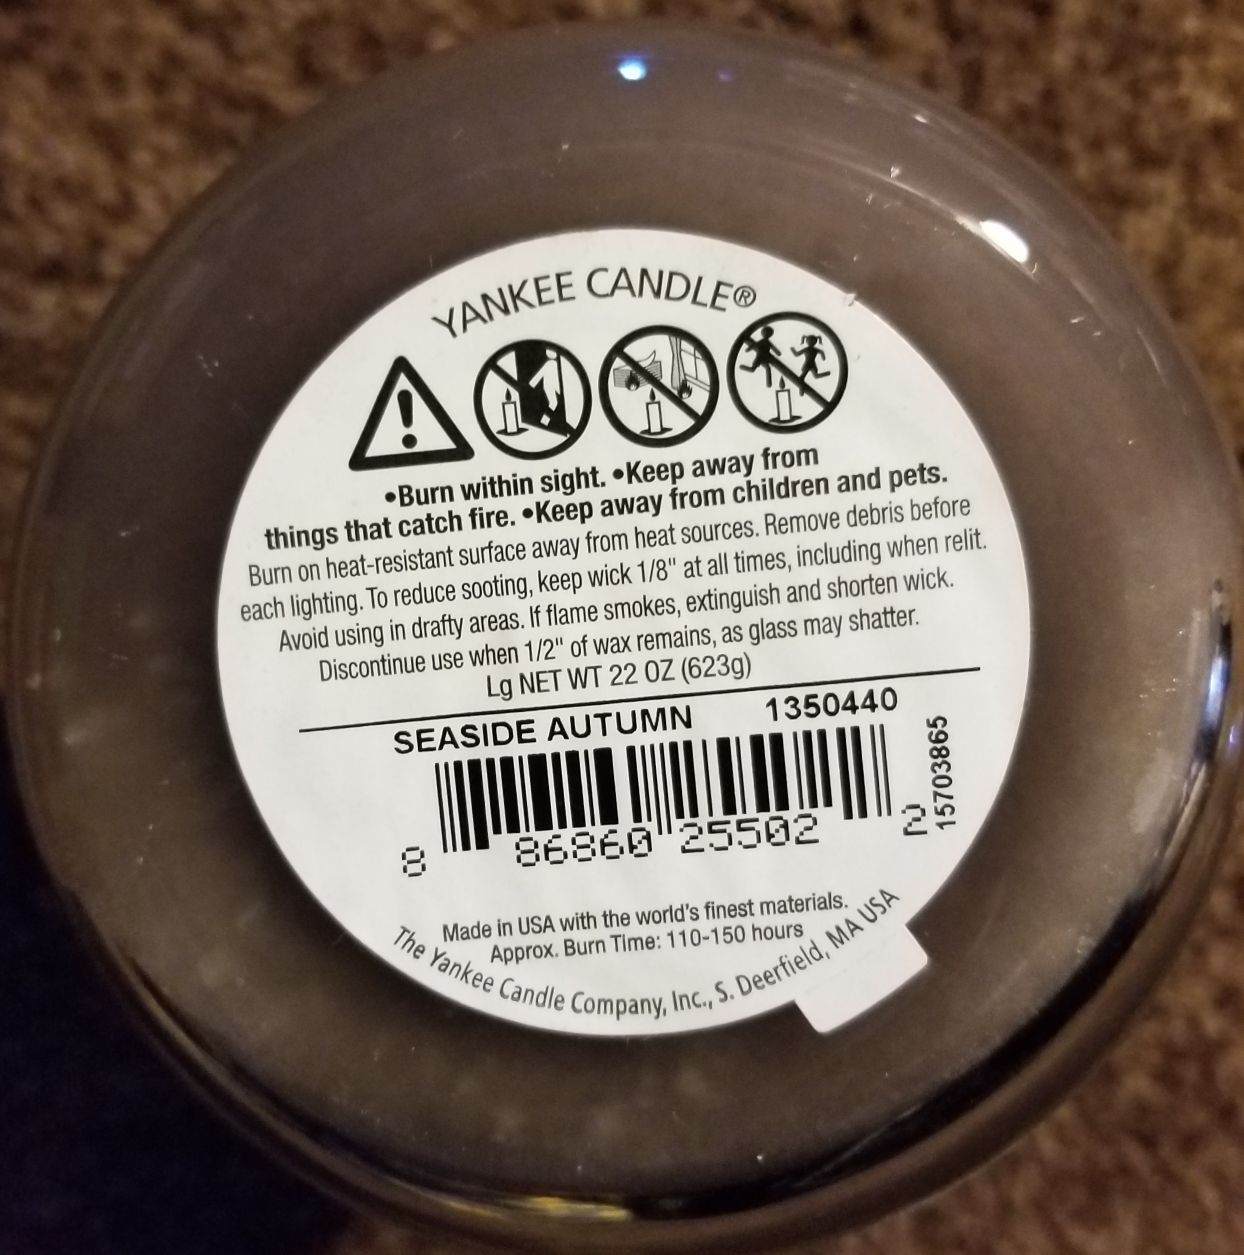 YANKEE CANDLE®
•Burn within sight. •Keep away from
things that catch fire. •Keep away from children and pets.
Burn on heat-resistant surface away from heat sources. Remove debris before
each lighting. To reduce sooting, keep wick 1/8" at all times, including when relit.
Avoid using in drafty areas. If flame smokes, extinguish and shorten wick.
Discontinue use when 1/2" of wax remains, as glass may shatter.
Lg NET WT 22 OZ (623g)
SEASIDE AUTUMN 1350440
8 86860 25502 2
15703865
Made in USA with the world's finest materials.
Approx. Burn Time: 110-150 hours
The Yankee Candle Company, Inc., S. Deerfield, MA USA